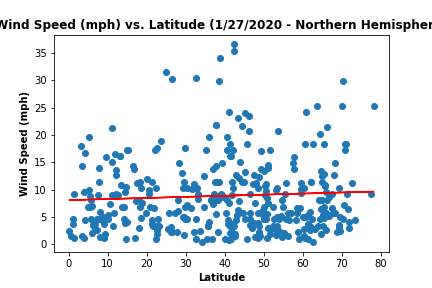 Wind Speed (mph) vs. Latitude (1/27/2020 - Northern Hemispher
35
30
25
20
15
10
5
0
Wind Speed (mph)
0 10 20 30 40 50 60 70 80
Latitude